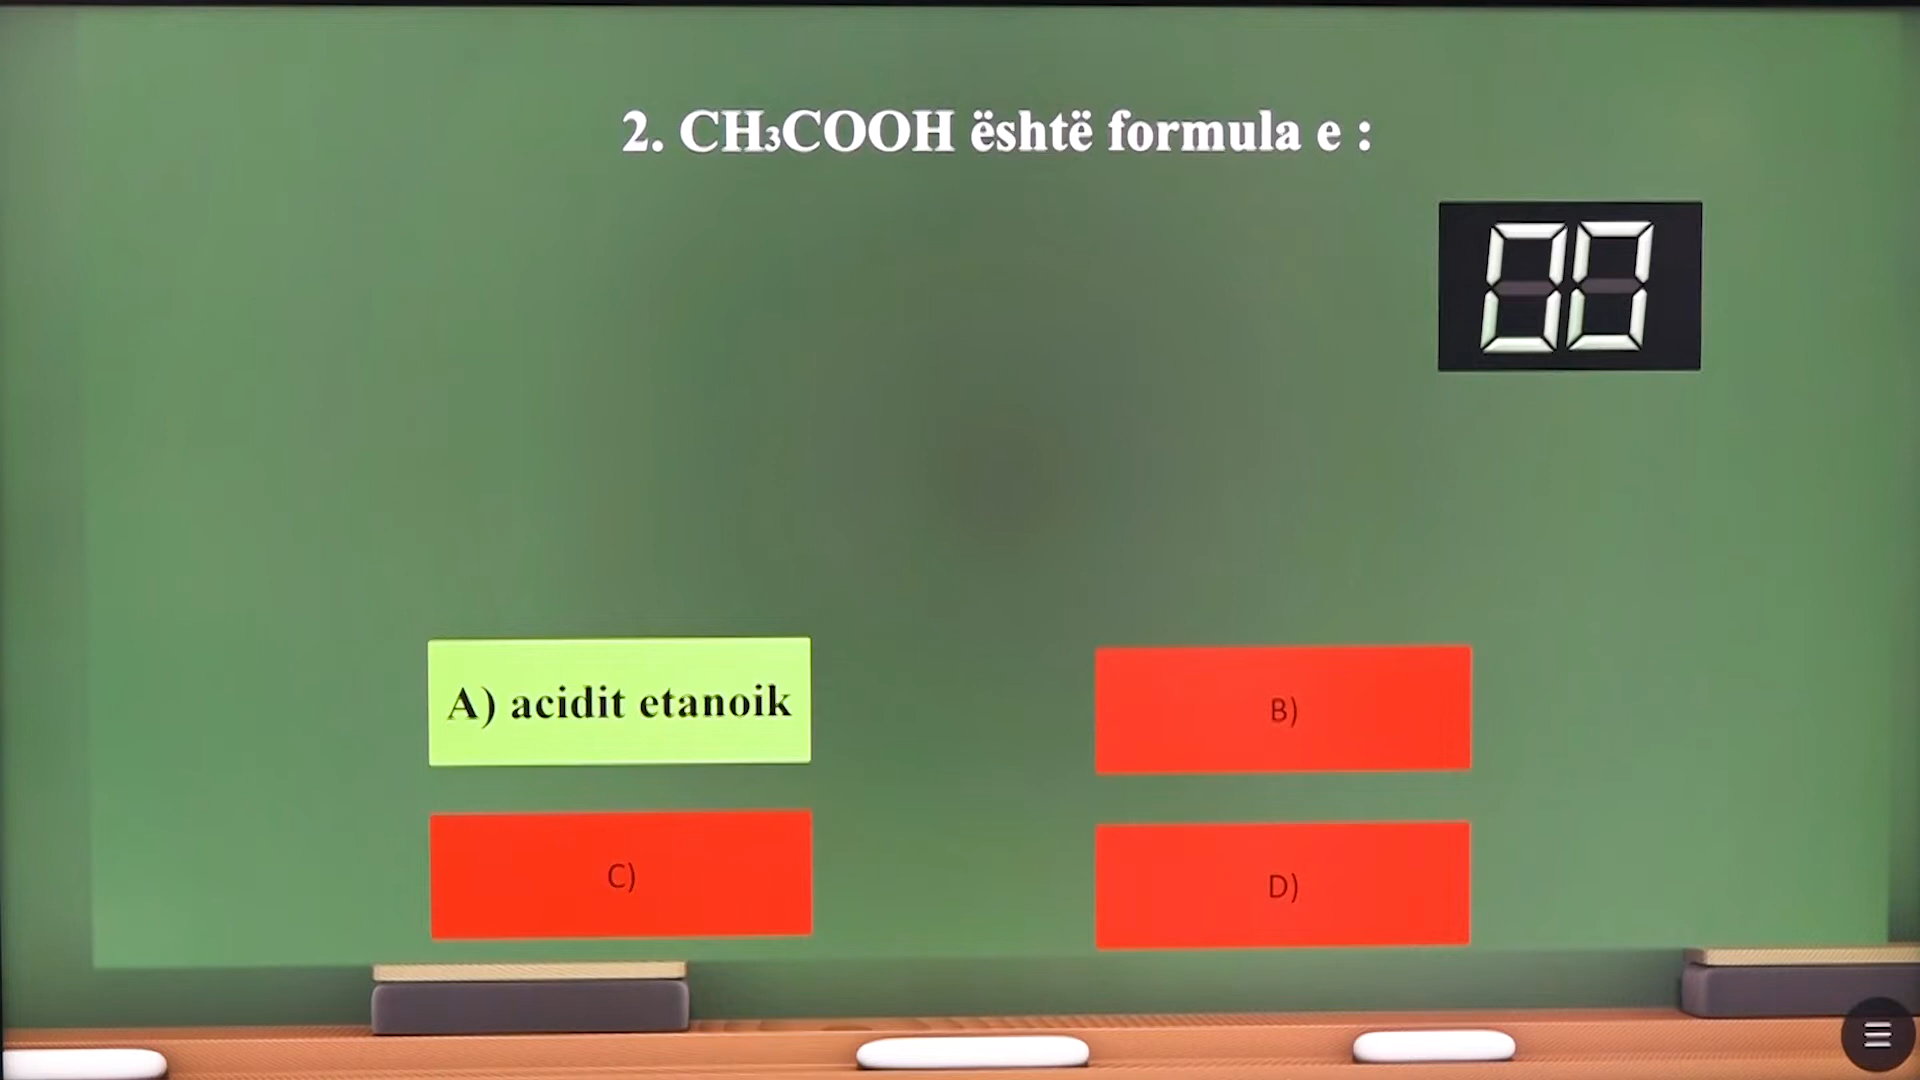 2. CH₃COOH është formula e :
00
A) acidit etanoik
B)
C)
D)